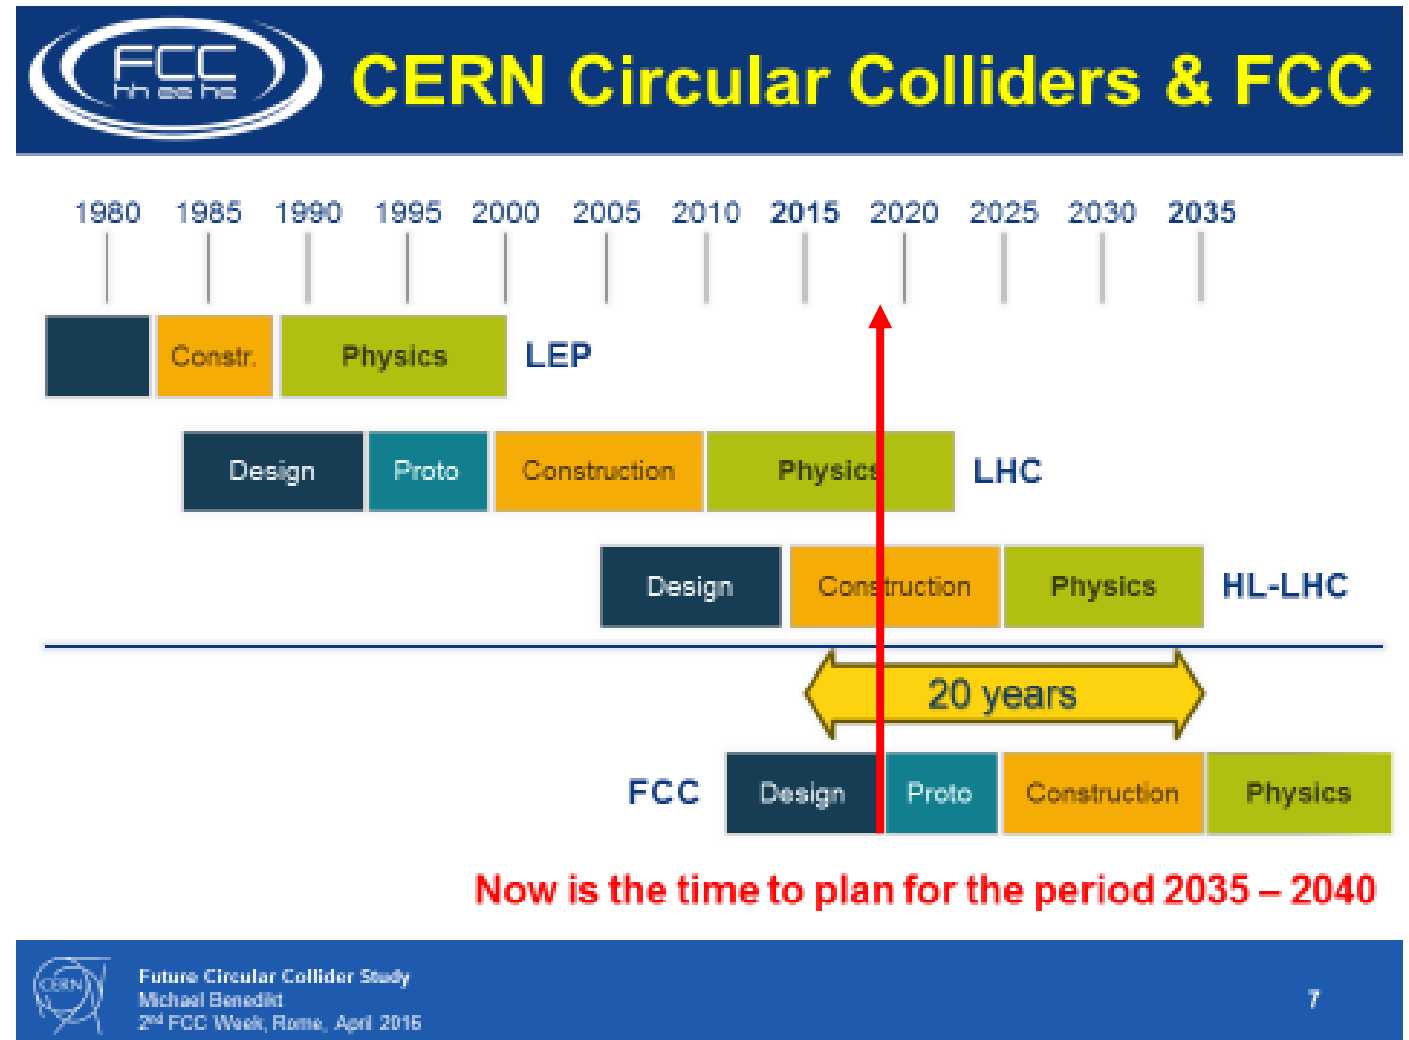 FCC
hh ee he
CERN Circular Colliders & FCC
1980 1985 1990 1995 2000 2005 2010 2015 2020 2025 2030 2035
Constr. Physics LEP
Design Proto Construction Physics LHC
Design Construction Physics HL-LHC
20 years
FCC Design Proto Construction Physics
Now is the time to plan for the period 2035 – 2040
CERN
Future Circular Collider Study
Michael Benedikt
2nd FCC Week, Rome, April 2016
7